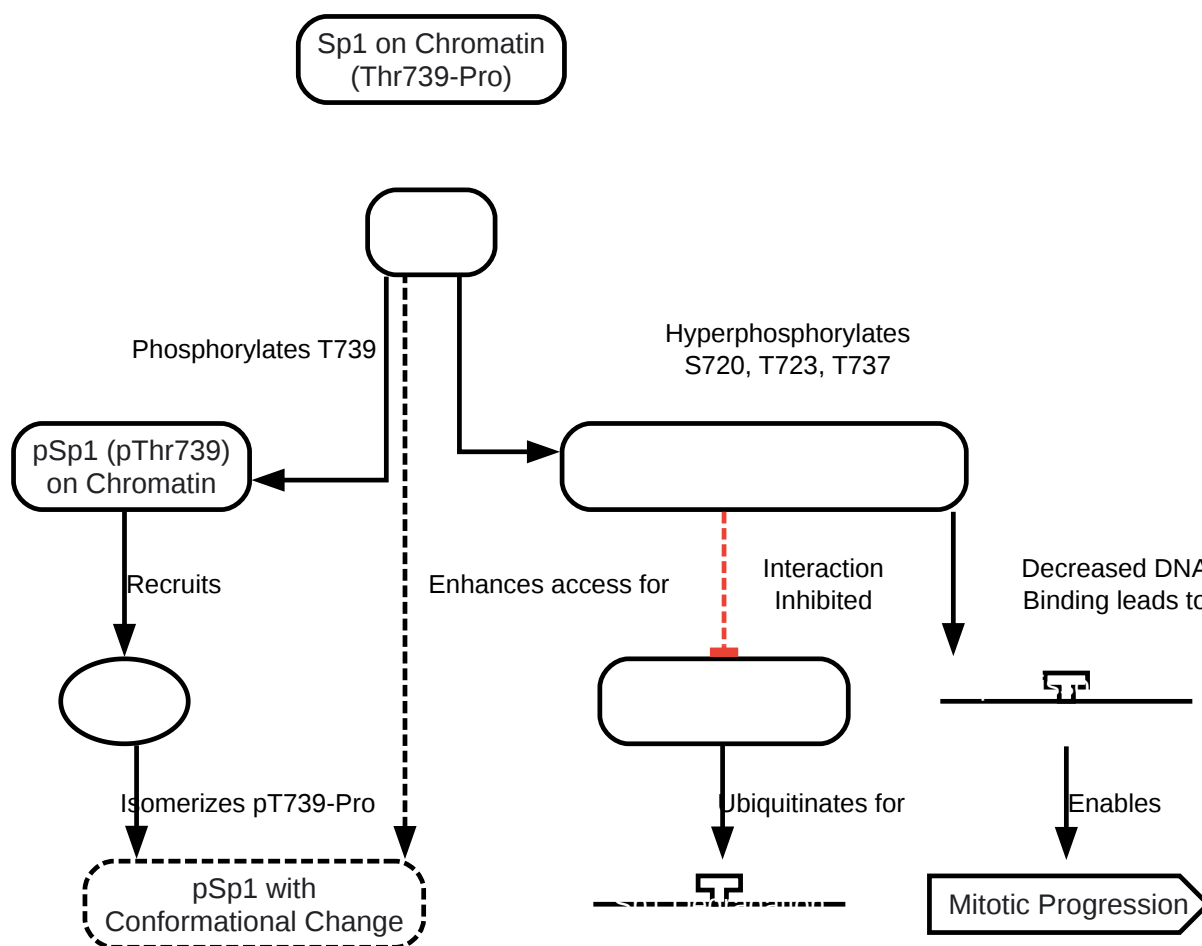 Sp1 on Chromatin
(Thr739-Pro)
Phosphorylates T739
Hyperphosphorylates
S720, T723, T737
pSp1 (pThr739)
on Chromatin
Recruits
Enhances access for
Interaction
Inhibited
Decreased DNA
Binding leads to
Isomerizes pT739-Pro
Ubiquitinates for
Enables
pSp1 with
Conformational Change
Sp1 Degradation
Mitotic Progression